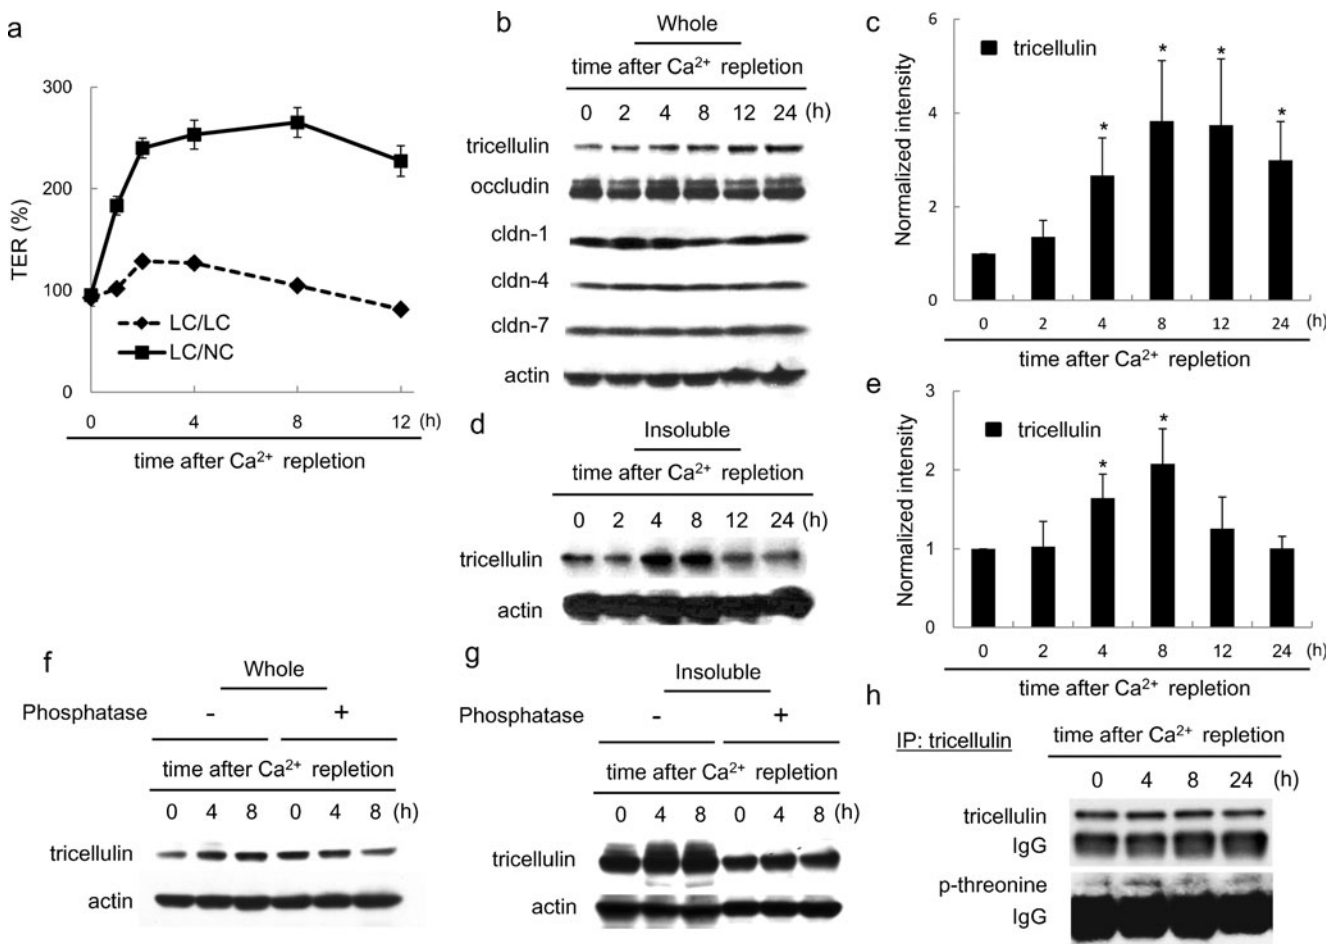 a
TER (%)
300
200
100
0
LC/LC
LC/NC
0 4 8 12 (h)
time after Ca²⁺ repletion
b
Whole
time after Ca²⁺ repletion
0 2 4 8 12 24 (h)
tricellulin
occludin
cldn-1
cldn-4
cldn-7
actin
c
Normalized intensity
6
4
2
0
tricellulin
* * * *
0 2 4 8 12 24 (h)
time after Ca²⁺ repletion
d
Insoluble
time after Ca²⁺ repletion
0 2 4 8 12 24 (h)
tricellulin
actin
e
Normalized intensity
3
2
1
0
tricellulin
* *
0 2 4 8 12 24 (h)
time after Ca²⁺ repletion
f
Whole
Phosphatase - +
time after Ca²⁺ repletion
0 4 8 0 4 8 (h)
tricellulin
actin
g
Insoluble
Phosphatase - +
time after Ca²⁺ repletion
0 4 8 0 4 8 (h)
tricellulin
actin
h
IP: tricellulin
time after Ca²⁺ repletion
0 4 8 24 (h)
tricellulin
IgG
p-threonine
IgG